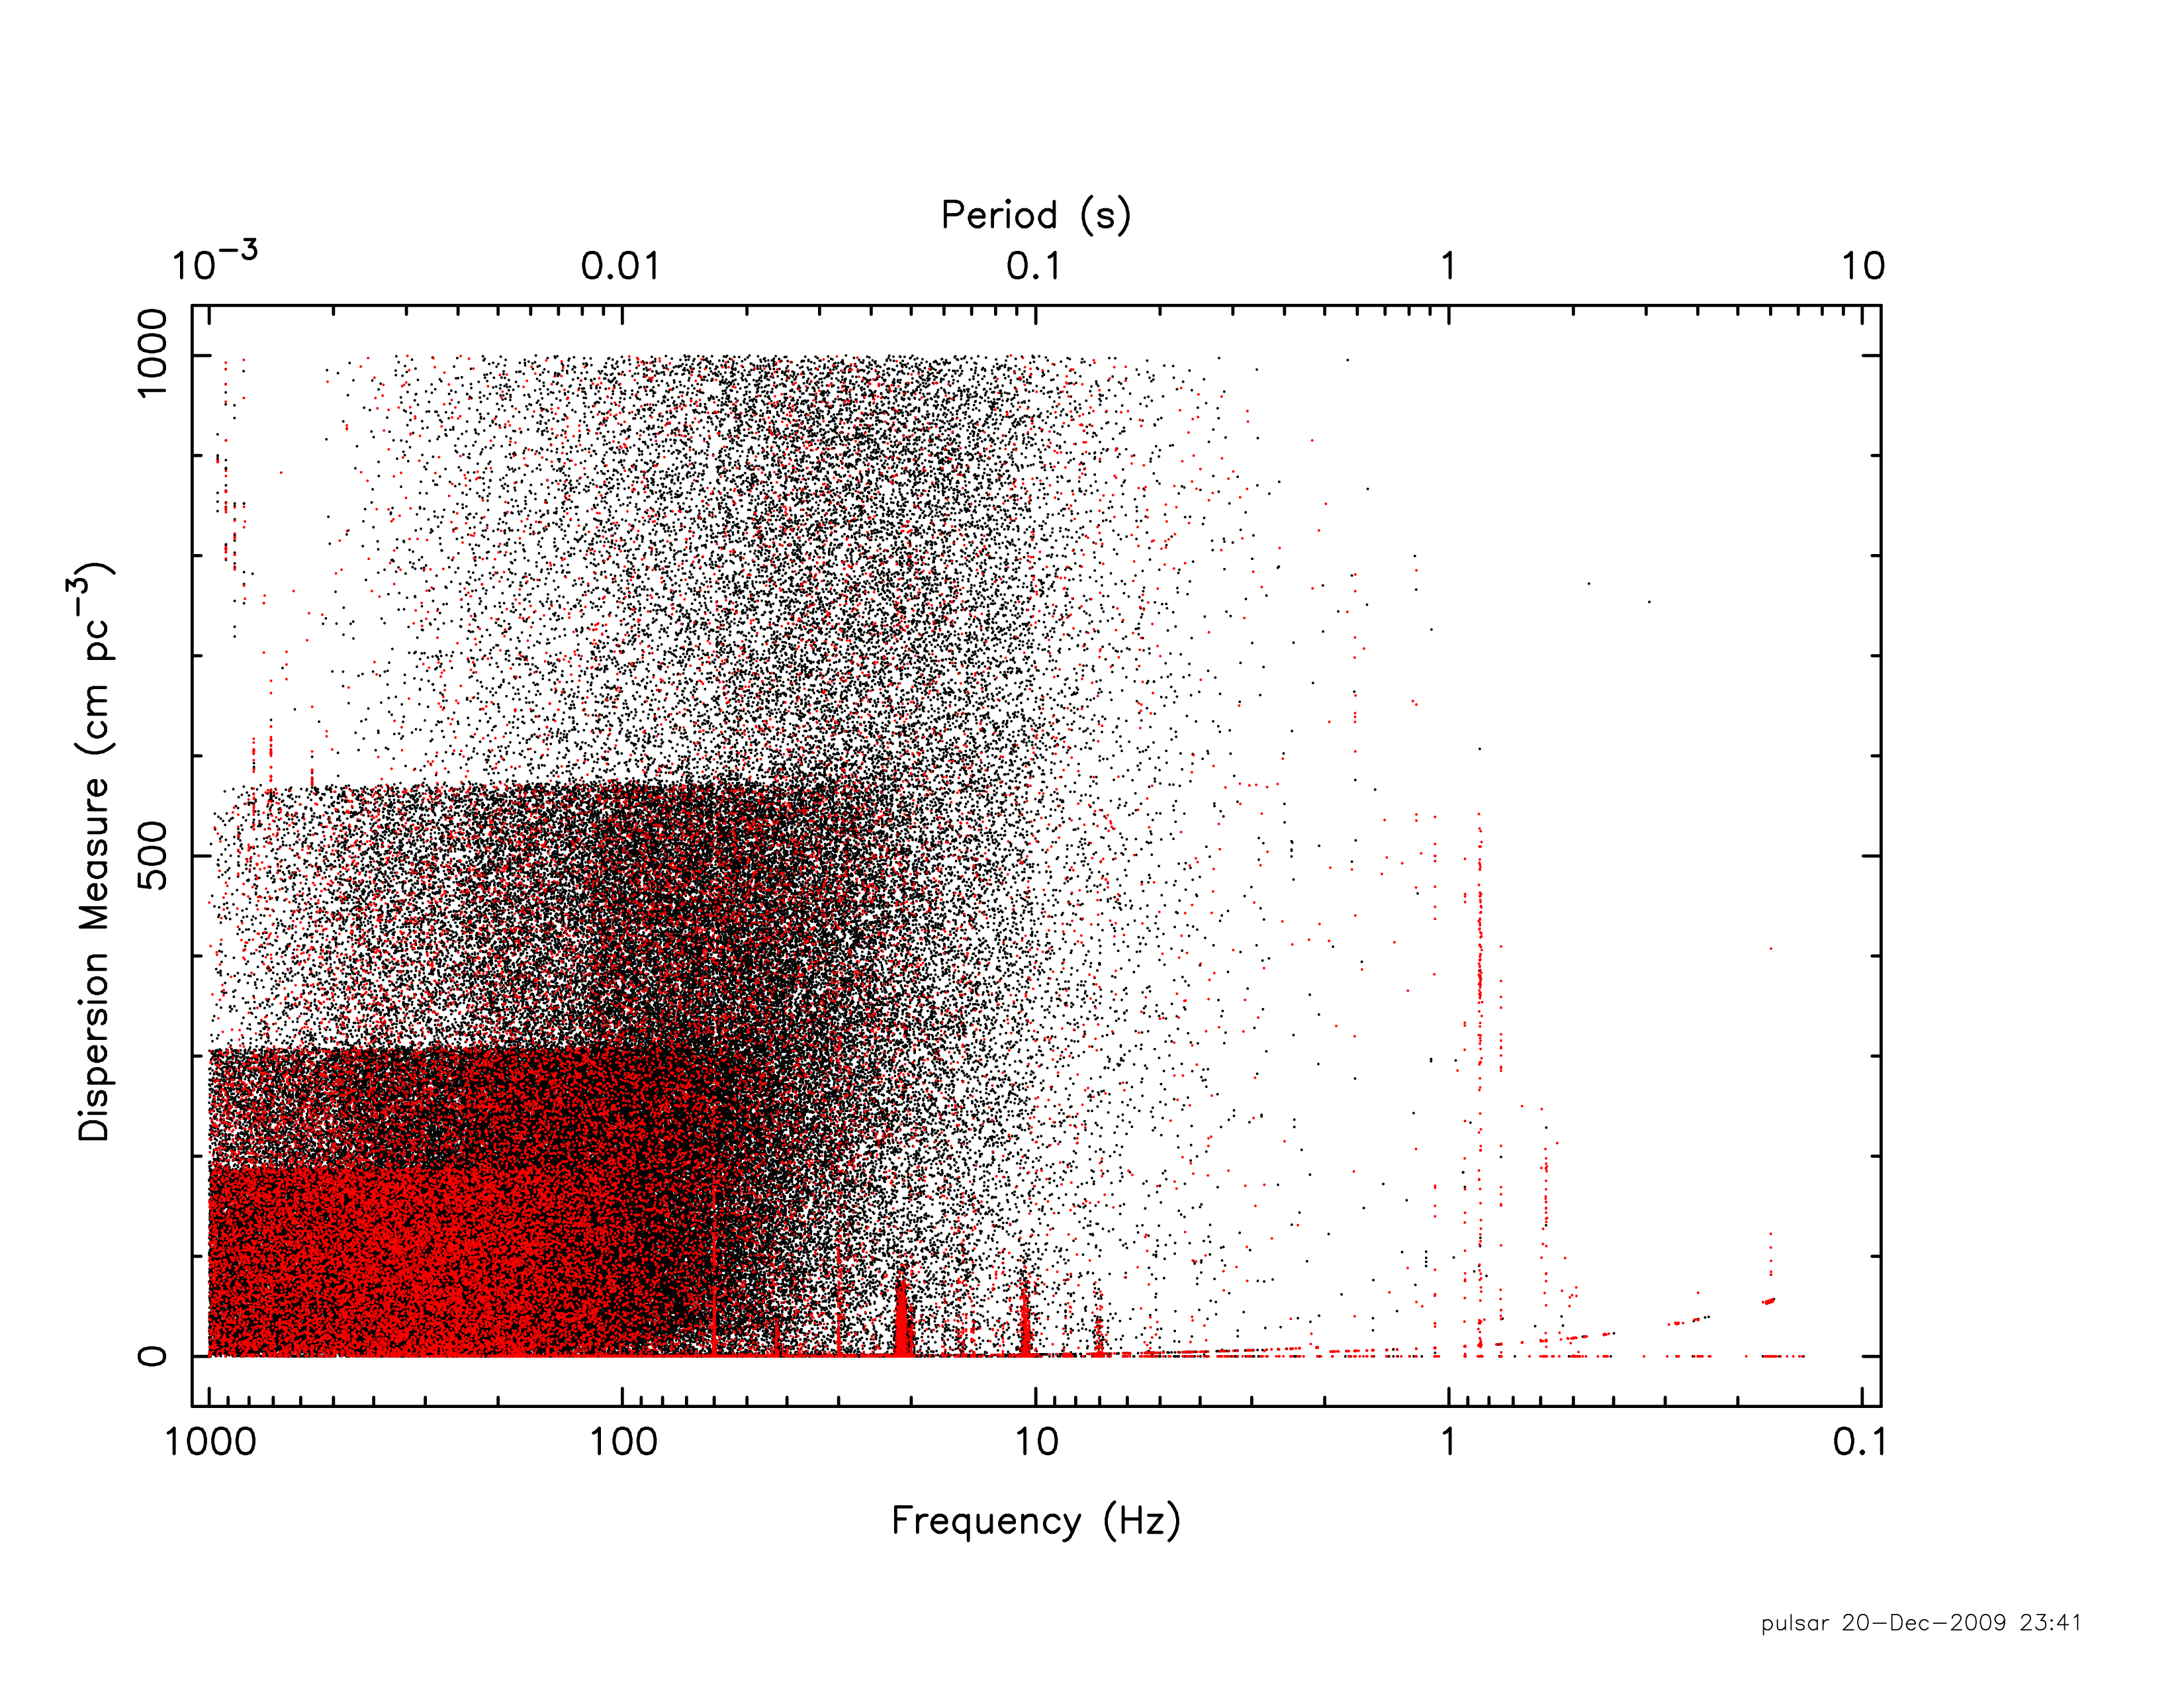 Period (s)
10⁻³ 0.01 0.1 1 10
Dispersion Measure (cm pc⁻³)
1000
500
0
1000 100 10 1 0.1
Frequency (Hz)
pulsar 20-Dec-2009 23:41